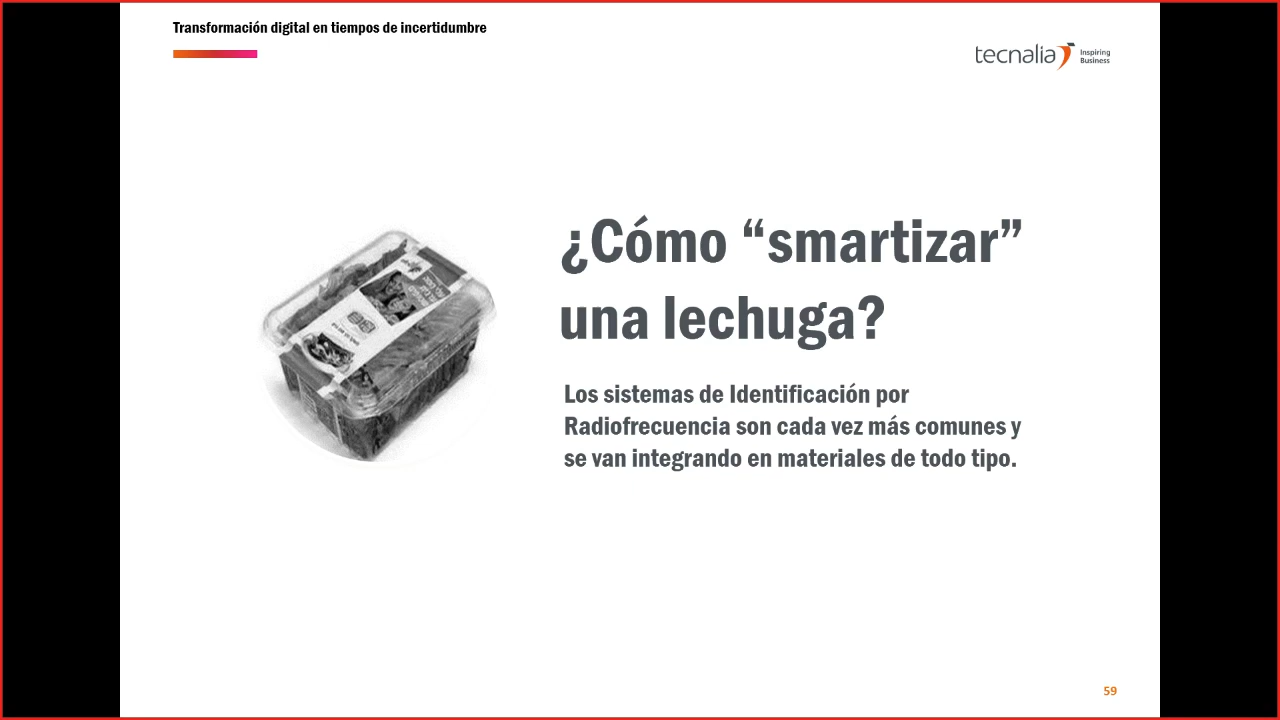 Transformación digital en tiempos de incertidumbre
tecnalia Inspiring
Business
¿Cómo “smartizar”
una lechuga?
Los sistemas de Identificación por
Radiofrecuencia son cada vez más comunes y
se van integrando en materiales de todo tipo.
59